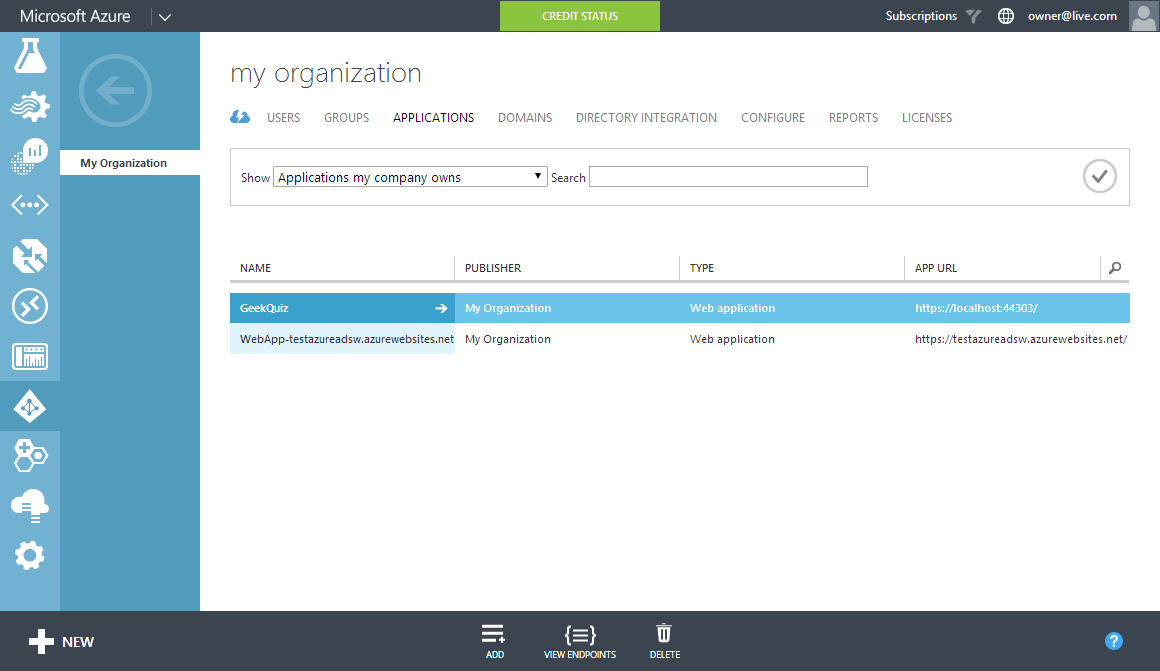 Microsoft Azure
CREDIT STATUS
Subscriptions
owner@live.com
my organization
USERS GROUPS APPLICATIONS DOMAINS DIRECTORY INTEGRATION CONFIGURE REPORTS LICENSES
My Organization
Show Applications my company owns Search
NAME PUBLISHER TYPE APP URL
GeekQuiz My Organization Web application https://localhost:44303/
WebApp-testazureadsw.azurewebsites.net My Organization Web application https://testazureadsw.azurewebsites.net/
NEW
ADD VIEW ENDPOINTS DELETE
?